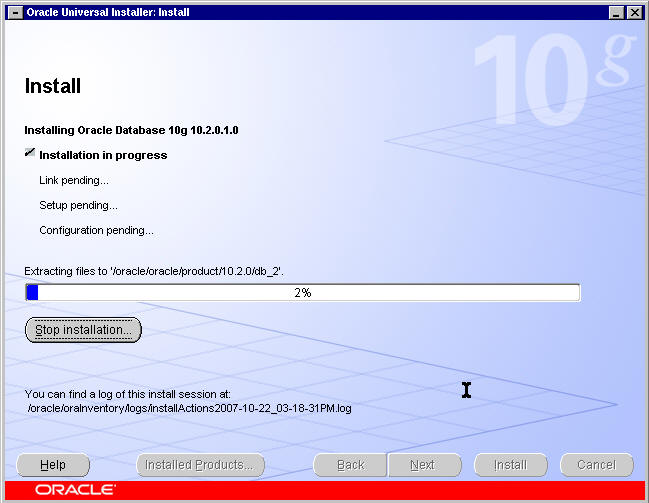 Oracle Universal Installer: Install
10g
Install
Installing Oracle Database 10g 10.2.0.1.0
Installation in progress
Link pending...
Setup pending...
Configuration pending...
Extracting files to '/oracle/oracle/product/10.2.0/db_2'.
2%
Stop installation...
You can find a log of this install session at:
/oracle/oraInventory/logs/installActions2007-10-22_03-18-31PM.log
Help Installed Products... Back Next Install Cancel
ORACLE